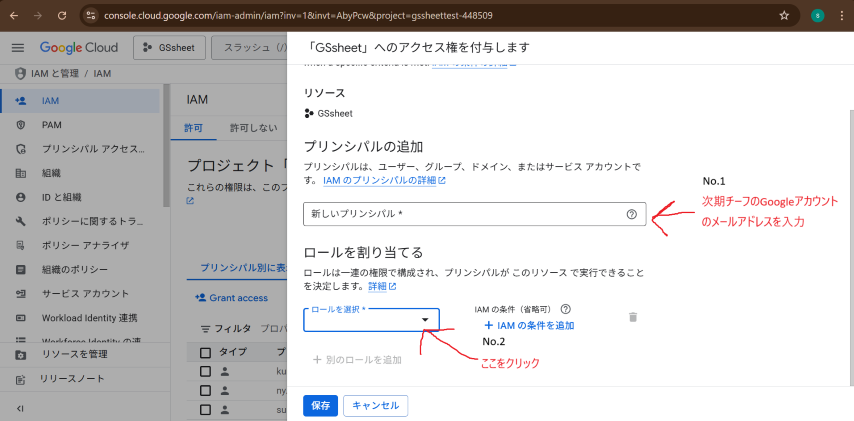 console.cloud.google.com/iam-admin/iam?inv=1&invt=AbyPcw&project=gssheettest-448509
S
Google Cloud
GSsheet
スラッシュ（/）
「GSsheet」へのアクセス権を付与します
IAM と管理 / IAM
IAM
PAM
プリンシパル アクセス...
組織
ID と組織
ポリシーに関するトラ...
ポリシー アナライザ
組織のポリシー
サービス アカウント
Workload Identity 連携
リソースを管理
リリースノート
IAM
許可
許可しない
プロジェクト「
これらの権限は、このプ
プリンシパル別に表示
Grant access
フィルタ プロパ
タイプ プ
ku
ny
su
リソース
GSsheet
プリンシパルの追加
プリンシパルは、ユーザー、グループ、ドメイン、またはサービス アカウントで
す。 IAM のプリンシパルの詳細
新しいプリンシパル *
ロールを割り当てる
ロールは一連の権限で構成され、プリンシパルが このリソース で実行できること
を決定します。詳細
ロールを選択 *
IAM の条件（省略可）
+ IAM の条件を追加
+ 別のロールを追加
保存
キャンセル
No.1
次期チーフのGoogleアカウント
のメールアドレスを入力
No.2
ここをクリック